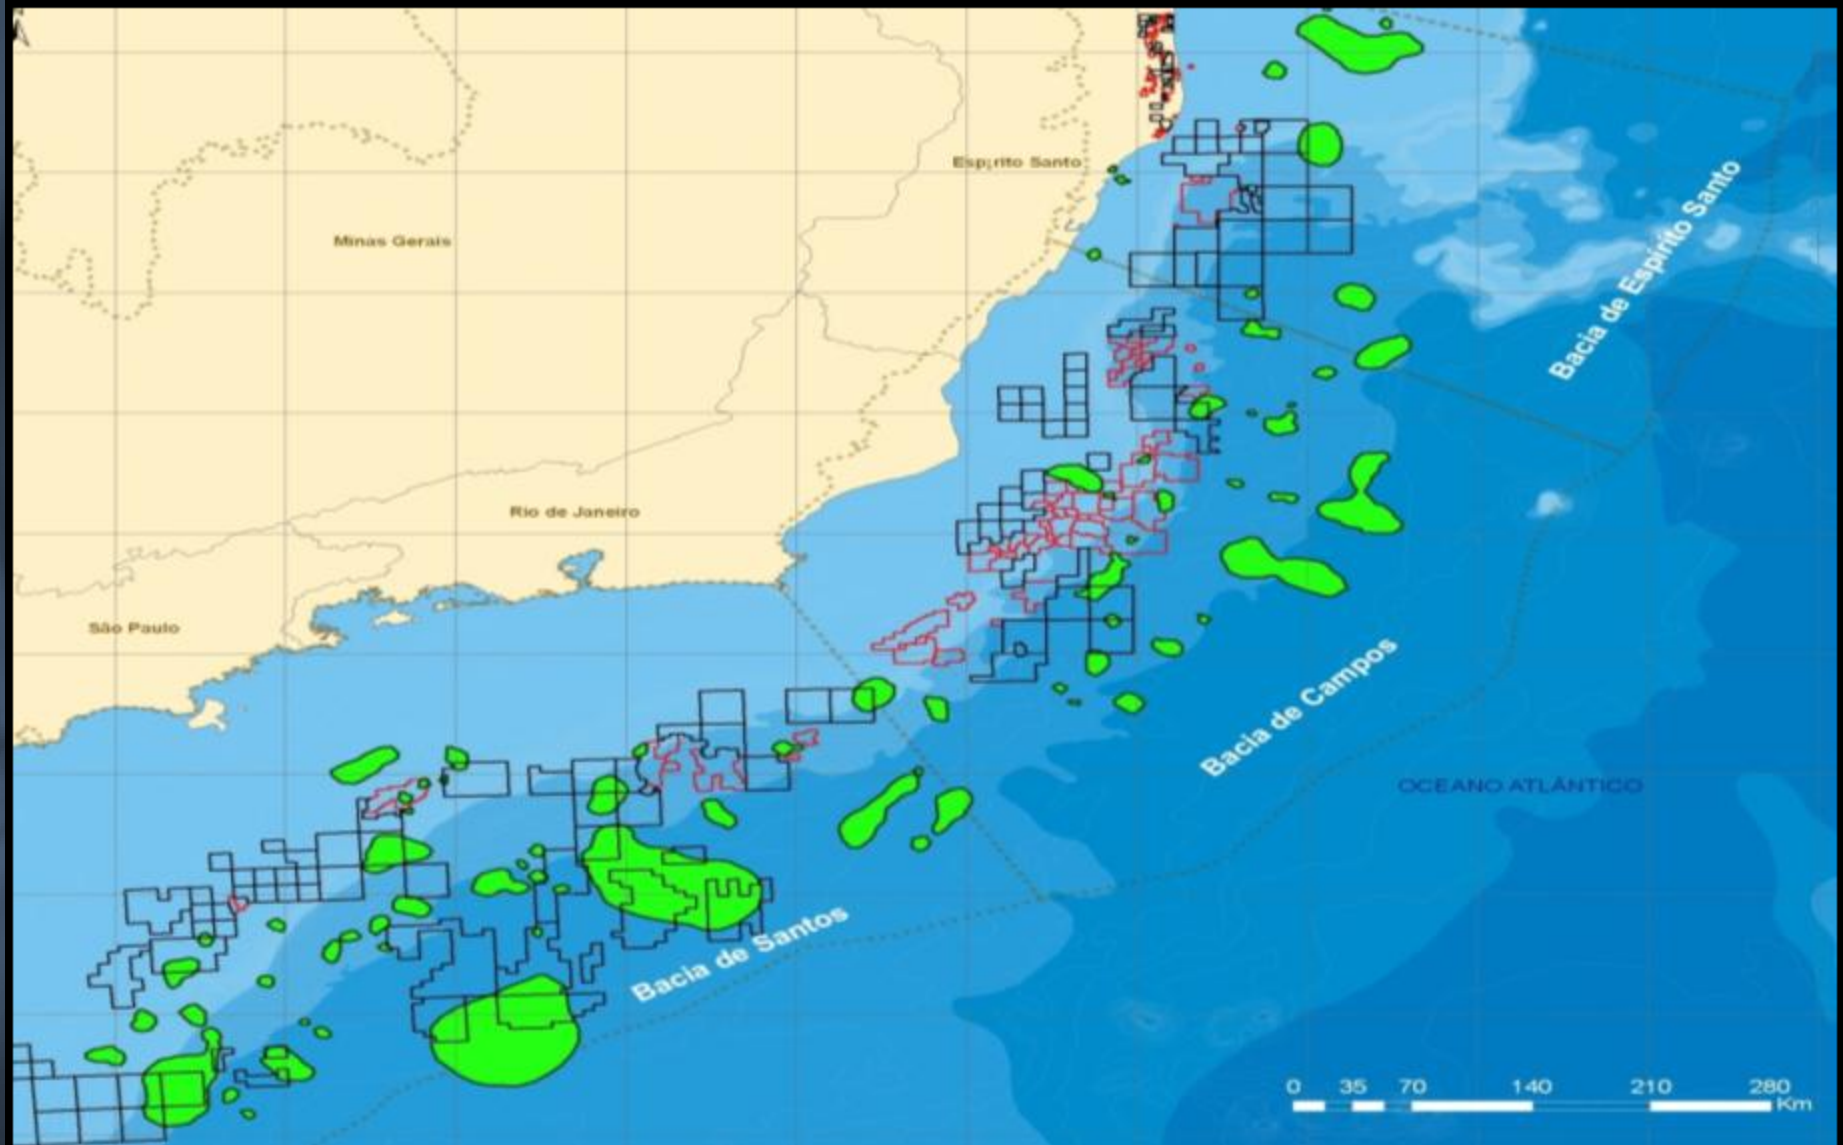 Espırito Santo
Minas Gerais
Bacia de Espírito Santo
Rio de Janeiro
São Paulo
Bacia de Campos
OCEANO ATLÂNTICO
Bacia de Santos
0 35 70 140 210 280
Km